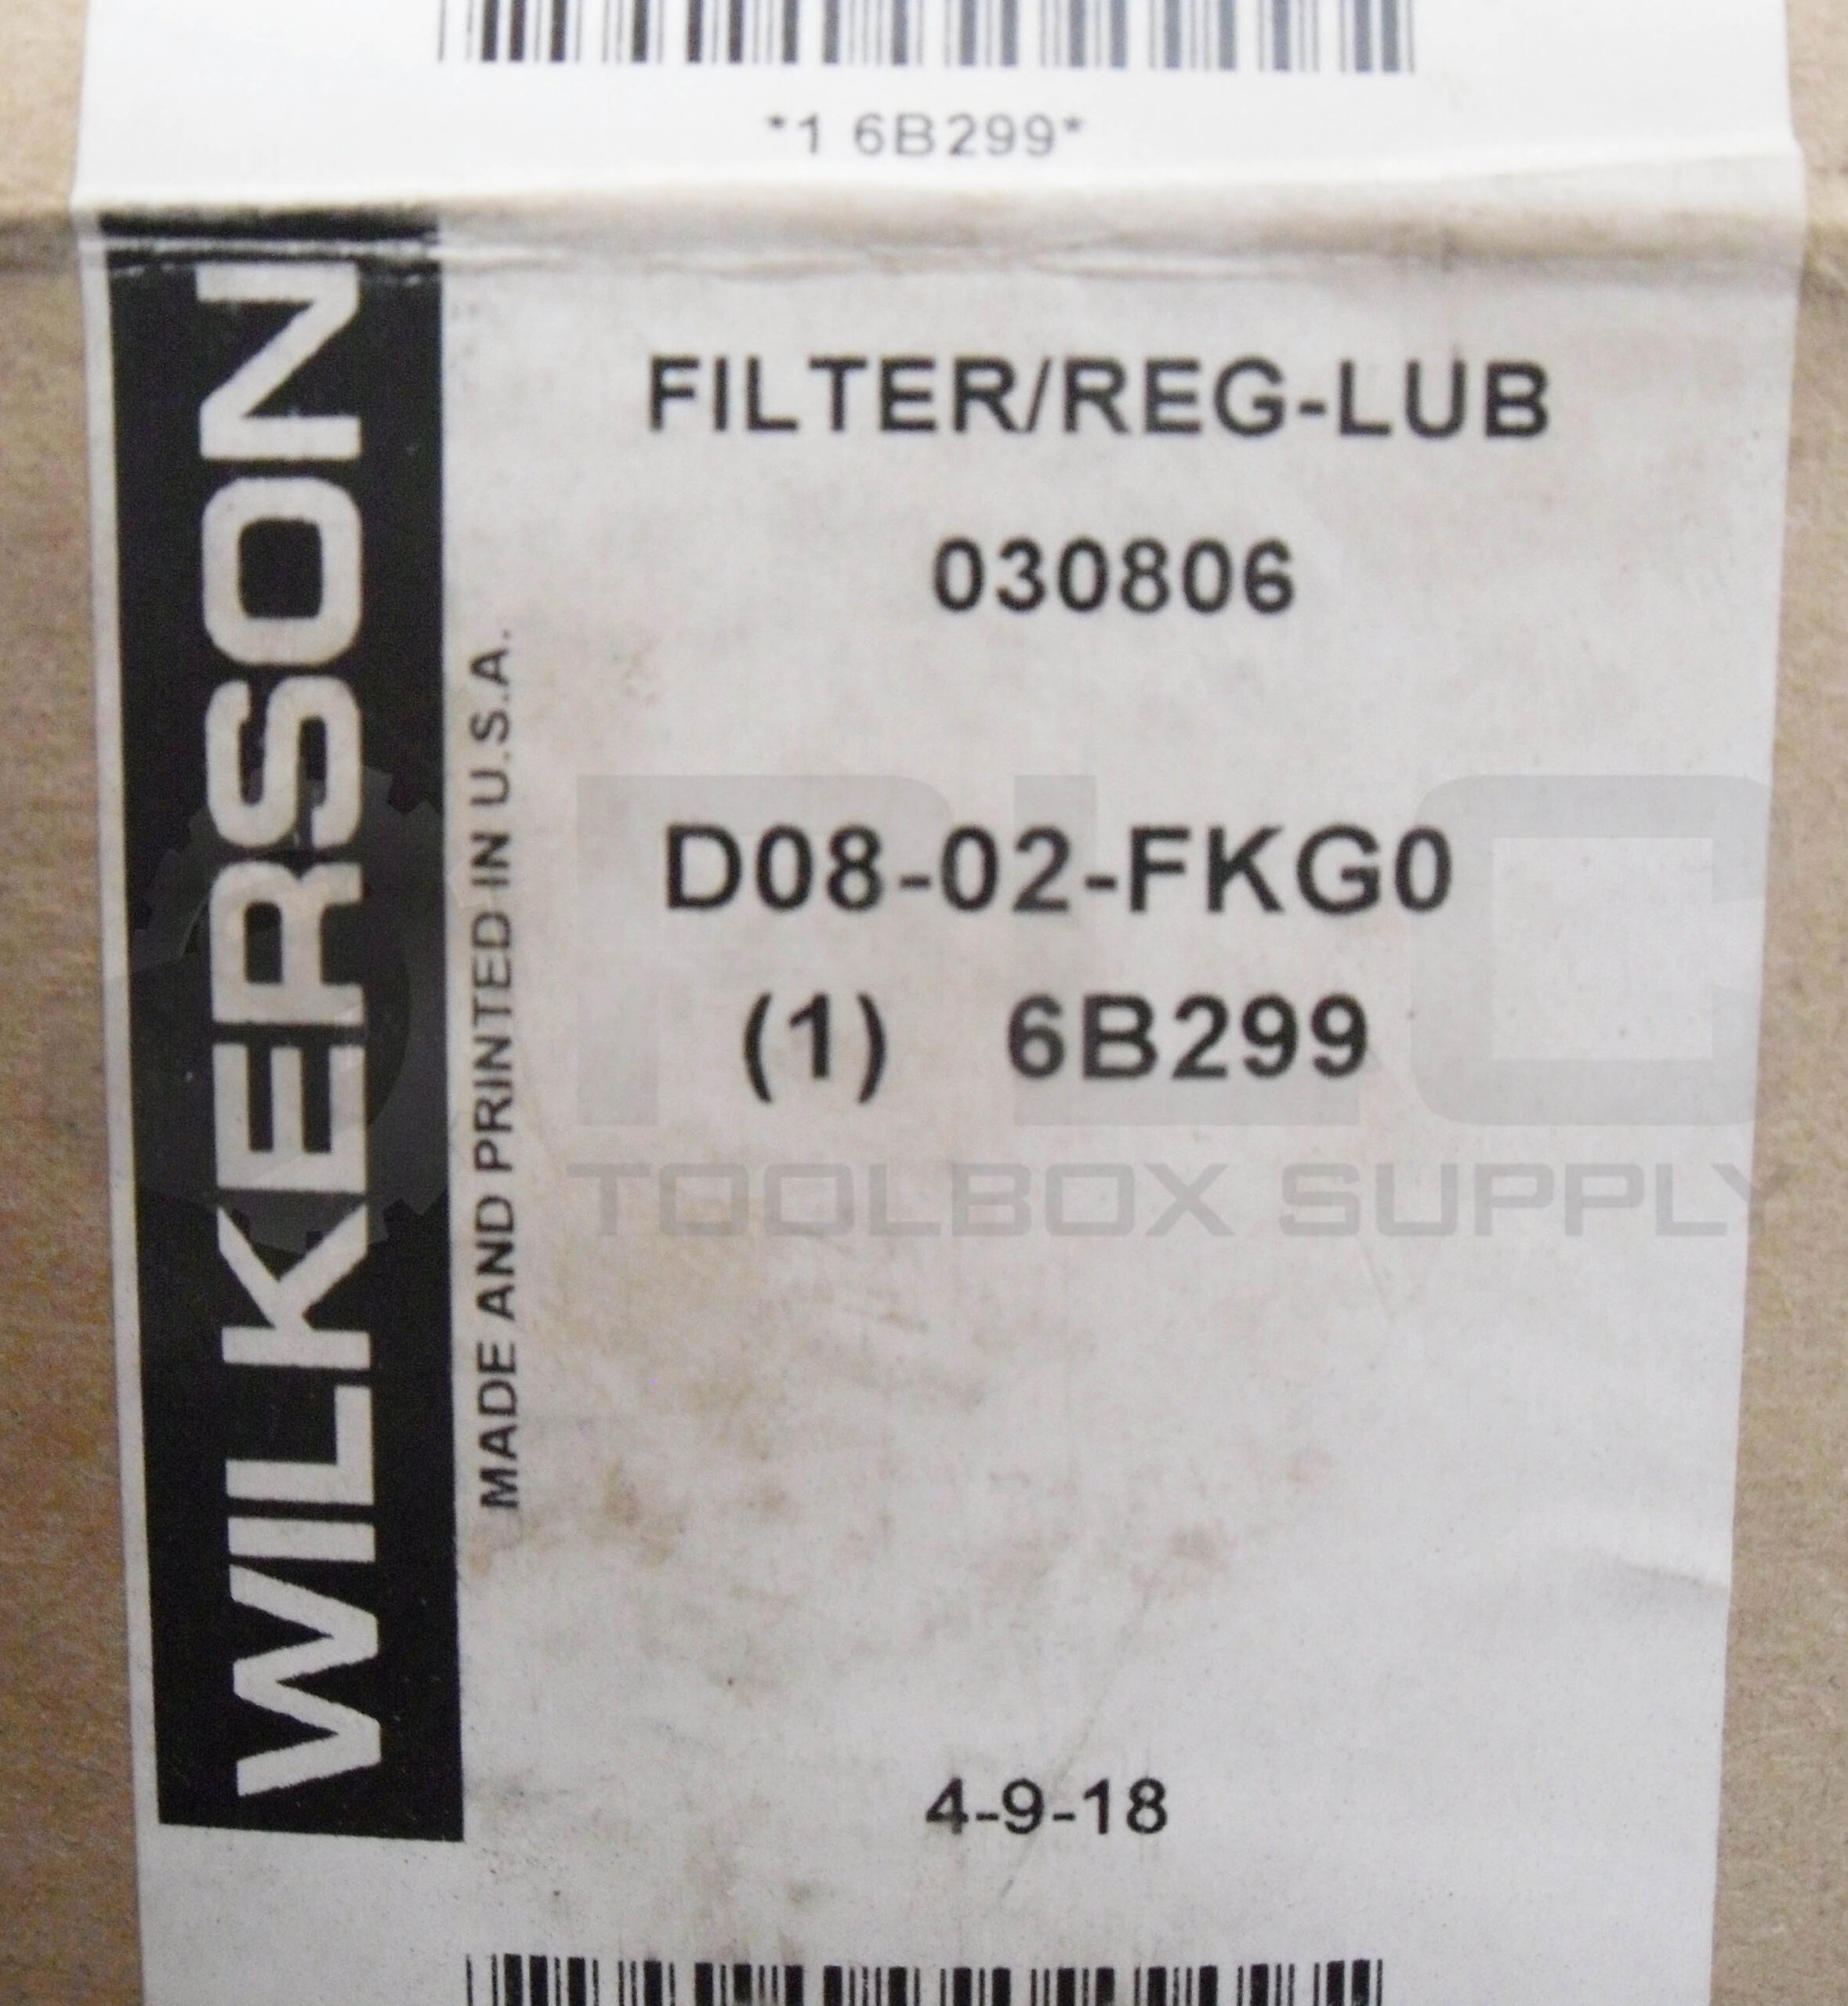 *1 6B299*
WILKERSON
MADE AND PRINTED IN U.S.A.
FILTER/REG-LUB
030806
D08-02-FKG0
(1) 6B299
PLC
TOOLBOX SUPPLY
4-9-18